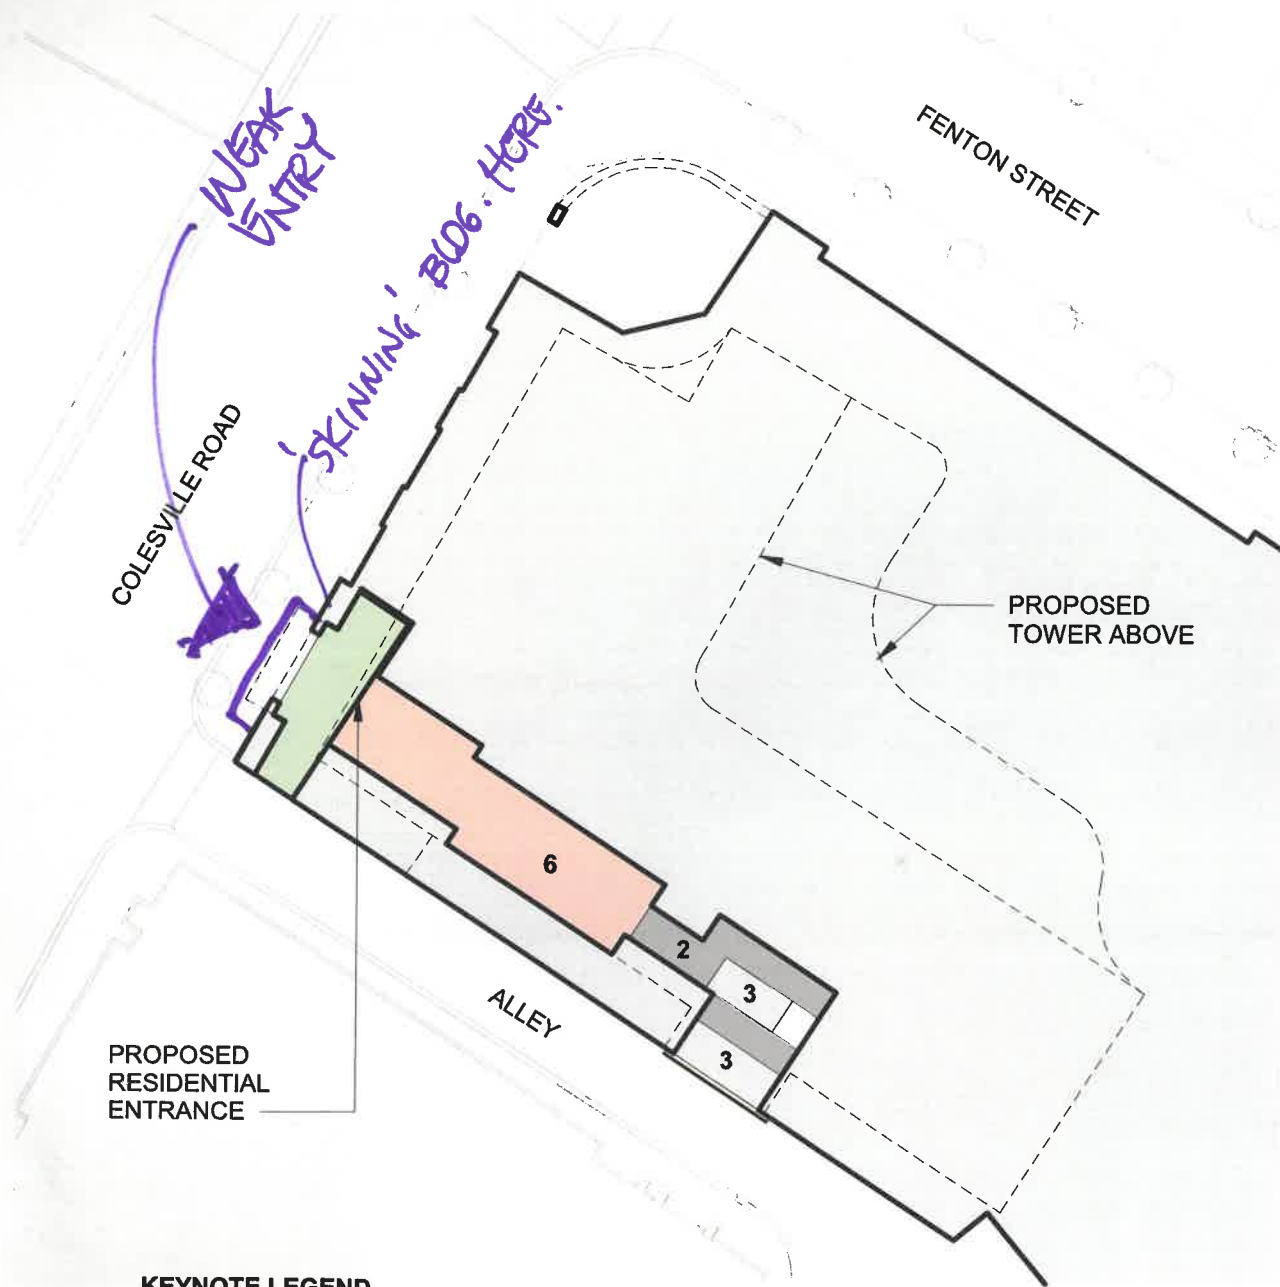 WEAK
ENTRY
'SKINNING' BLDG. HERE.
FENTON STREET
COLESVILLE ROAD
PROPOSED
TOWER ABOVE
6
2
3
3
ALLEY
PROPOSED
RESIDENTIAL
ENTRANCE
KEYNOTE LEGEND